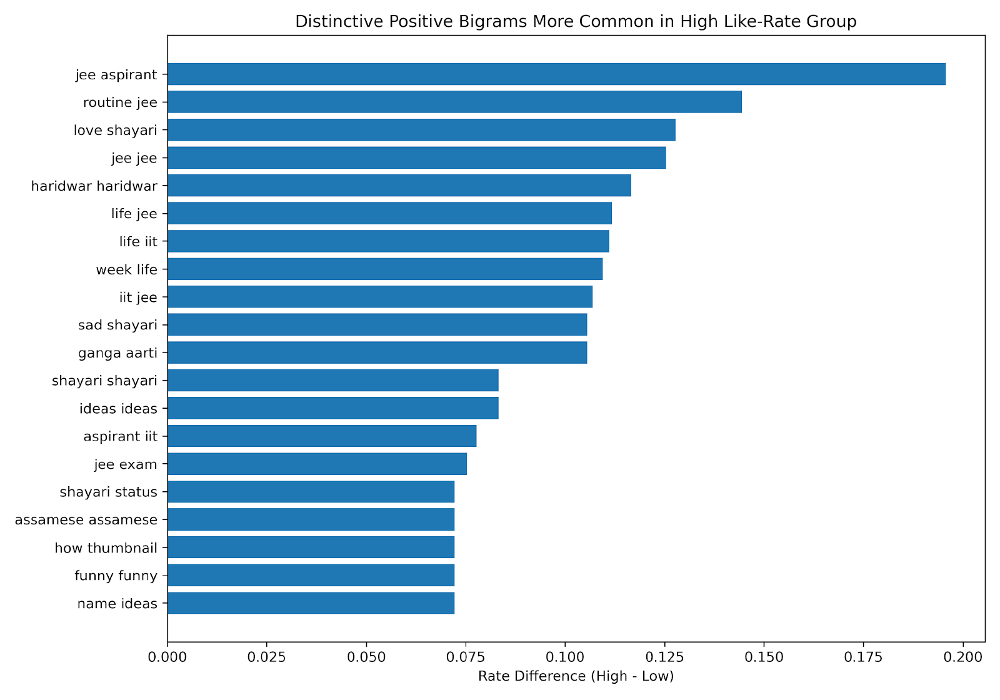 Distinctive Positive Bigrams More Common in High Like-Rate Group
jee aspirant
routine jee
love shayari
jee jee
haridwar haridwar
life jee
life iit
week life
iit jee
sad shayari
ganga aarti
shayari shayari
ideas ideas
aspirant iit
jee exam
shayari status
assamese assamese
how thumbnail
funny funny
name ideas
0.000 0.025 0.050 0.075 0.100 0.125 0.150 0.175 0.200
Rate Difference (High - Low)